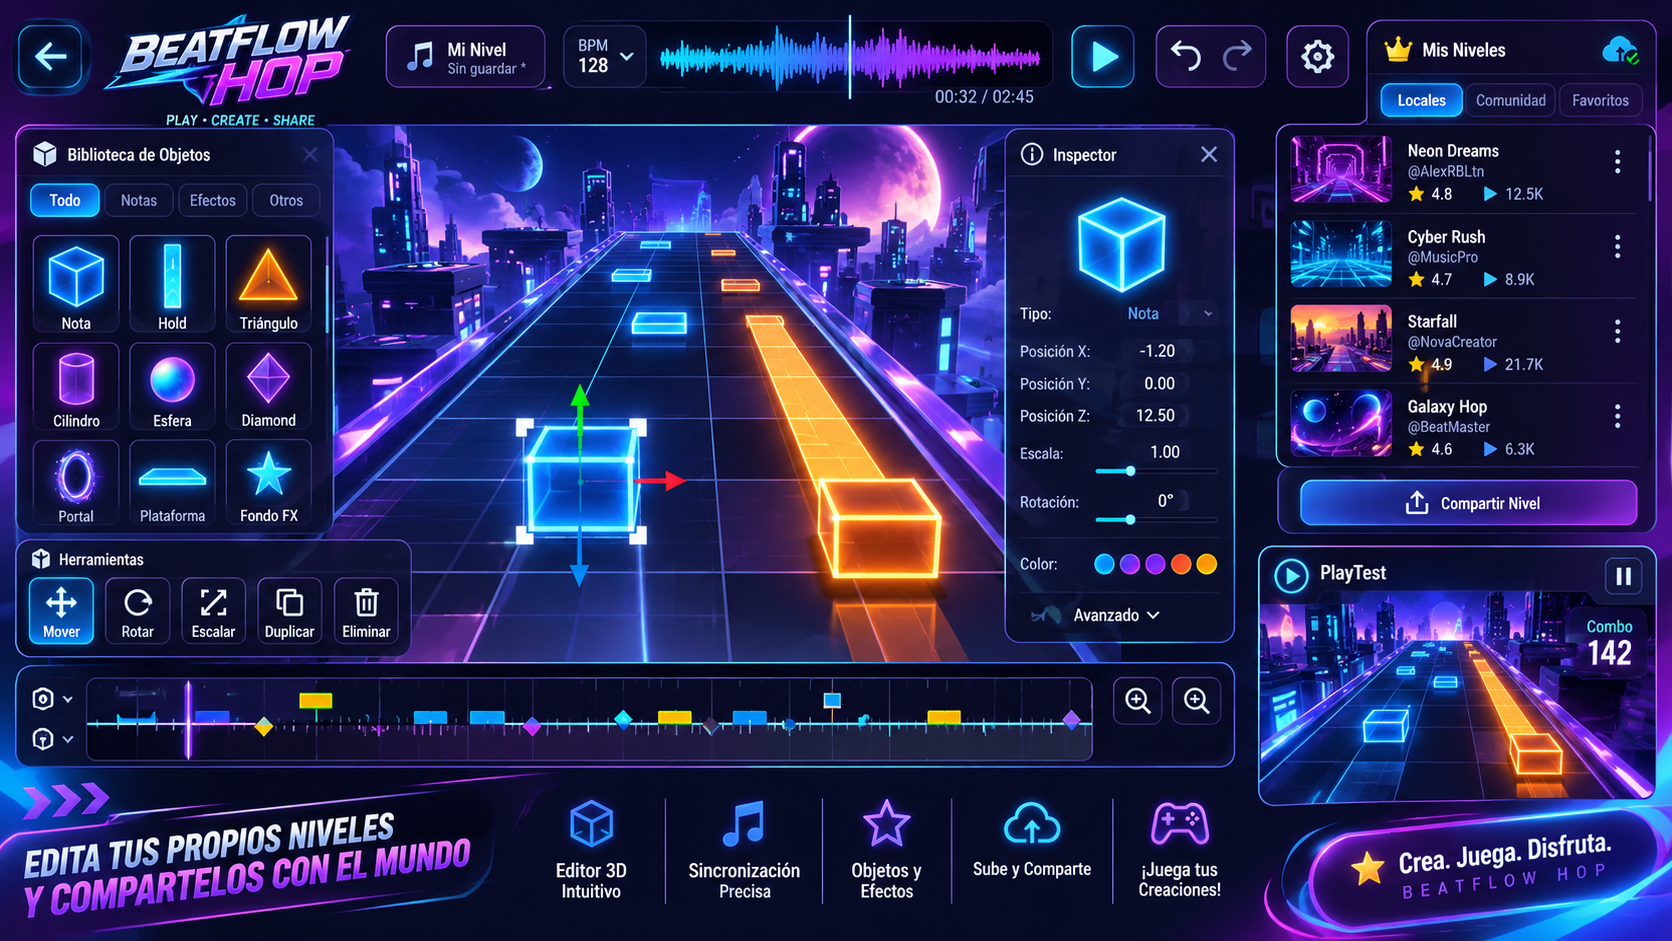 BEATFLOW
HOP
PLAY • CREATE • SHARE
Mi Nivel
Sin guardar *
BPM
128
00:32 / 02:45
Mis Niveles
Locales
Comunidad
Favoritos
Biblioteca de Objetos
Todo
Notas
Efectos
Otros
Nota
Hold
Triángulo
Cilindro
Esfera
Diamond
Portal
Plataforma
Fondo FX
Herramientas
Mover
Rotar
Escalar
Duplicar
Eliminar
Inspector
Tipo: Nota
Posición X: -1.20
Posición Y: 0.00
Posición Z: 12.50
Escala: 1.00
Rotación: 0°
Color:
Avanzado
Neon Dreams
@AlexRBLtn
4.8 12.5K
Cyber Rush
@MusicPro
4.7 8.9K
Starfall
@NovaCreator
4.9 21.7K
Galaxy Hop
@BeatMaster
4.6 6.3K
Compartir Nivel
PlayTest
Combo
142
EDITA TUS PROPIOS NIVELES
Y COMPARTELOS CON EL MUNDO
Editor 3D
Intuitivo
Sincronización
Precisa
Objetos y
Efectos
Sube y Comparte
¡Juega tus
Creaciones!
Crea. Juega. Disfruta.
BEATFLOW HOP